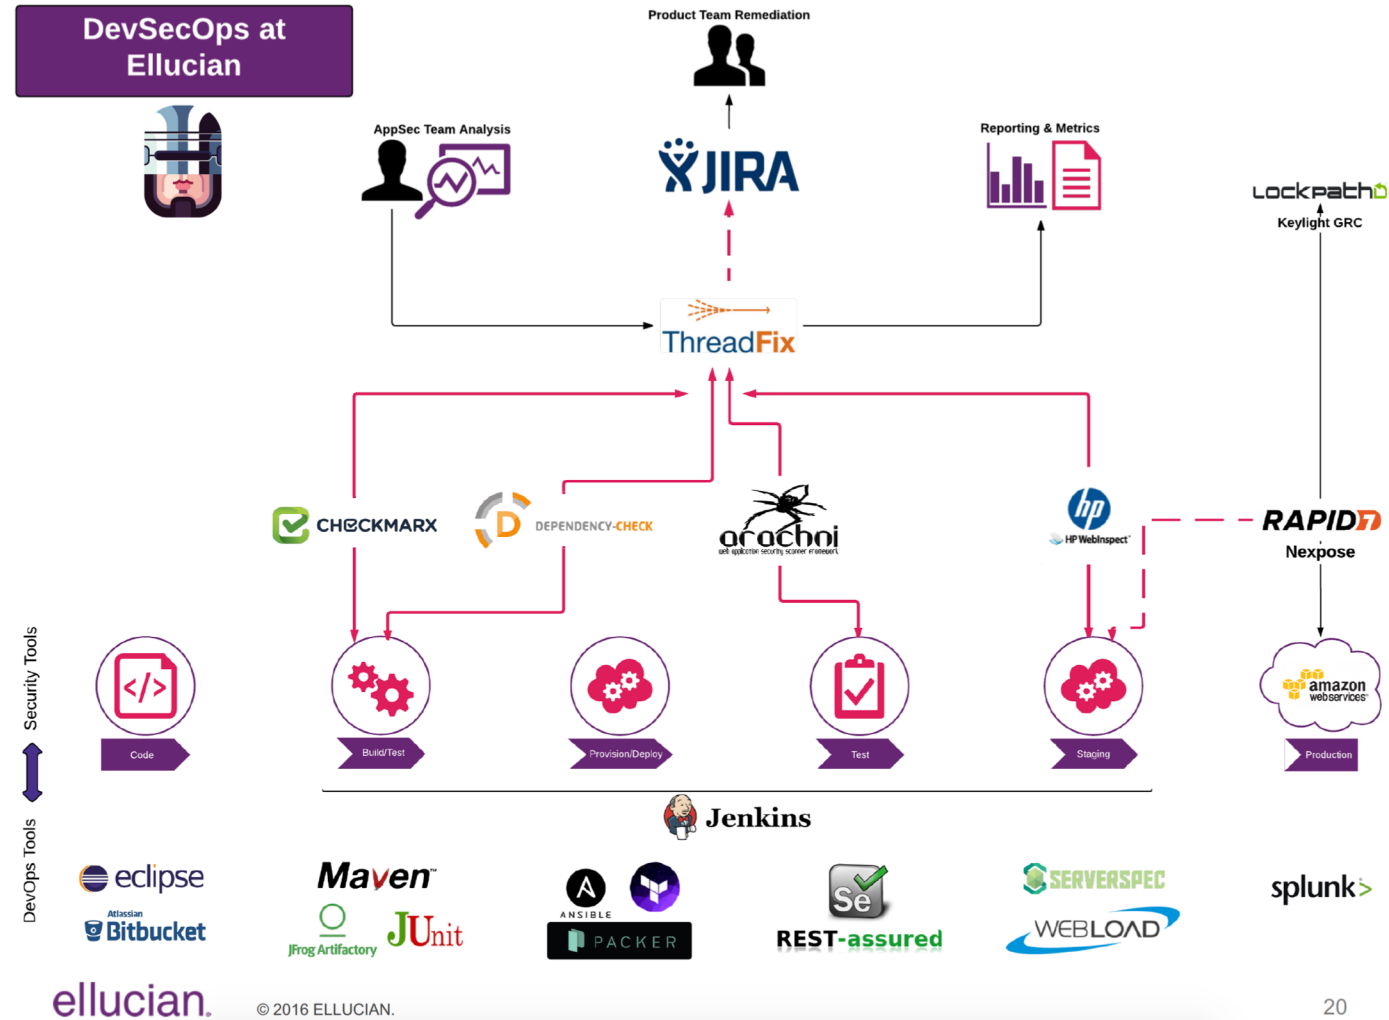 DevSecOps at
Ellucian
Product Team Remediation
AppSec Team Analysis
JIRA
Reporting & Metrics
LOCKPATH
Keylight GRC
ThreadFix
CHECKMARX
D DEPENDENCY-CHECK
arachni
web application security scanner framework
hp
HP WebInspect
RAPID7
Nexpose
Security Tools
</>
amazon
webservices™
Code
Build/Test
Provision/Deploy
Test
Staging
Production
Jenkins
DevOps Tools
eclipse
Maven™
ANSIBLE
Se
SERVERSPEC
splunk>
Atlassian
Bitbucket
JFrog Artifactory
JUnit
PACKER
REST-assured
WEBLOAD
ellucian.
© 2016 ELLUCIAN.
20